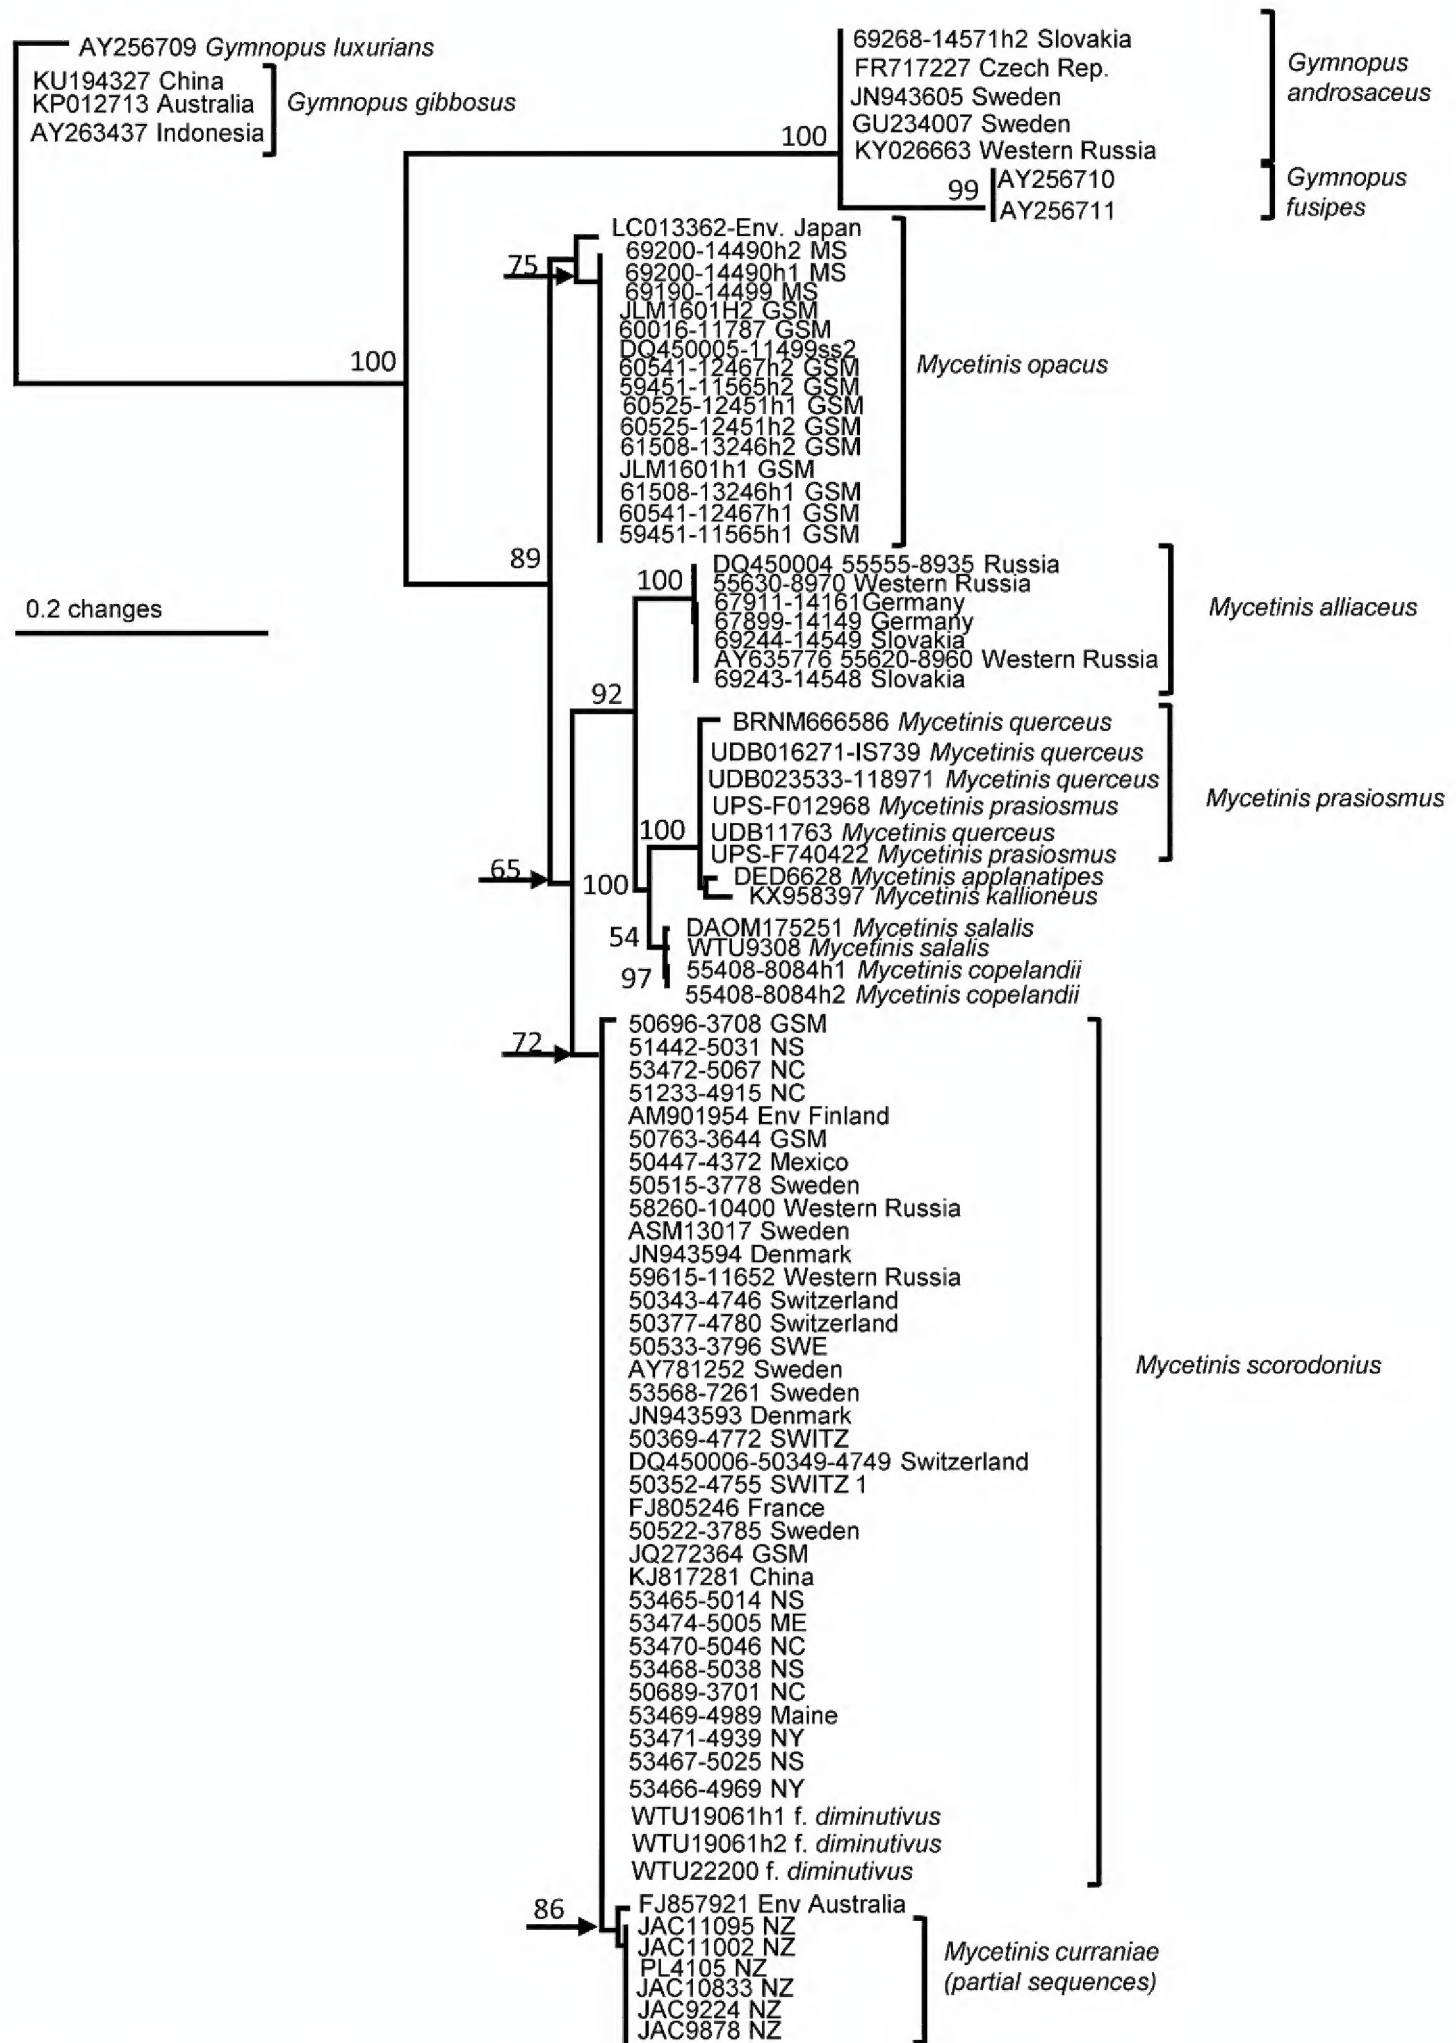 AY256709 Gymnopus luxurians
KU194327 China
KP012713 Australia
AY263437 Indonesia
Gymnopus gibbosus
69268-14571h2 Slovakia
FR717227 Czech Rep.
JN943605 Sweden
GU234007 Sweden
KY026663 Western Russia
Gymnopus
androsaceus
100
99
AY256710
AY256711
Gymnopus
fusipes
LC013362-Env. Japan
69200-14490h2 MS
69200-14490h1 MS
69190-14499 MS
JLM1601H2 GSM
60016-11787 GSM
DQ450005-11499ss2
60541-12467h2 GSM
59451-11565h2 GSM
60525-12451h1 GSM
60525-12451h2 GSM
61508-13246h2 GSM
JLM1601h1 GSM
61508-13246h1 GSM
60541-12467h1 GSM
59451-11565h1 GSM
75
Mycetinis opacus
100
89
0.2 changes
100
DQ450004 55555-8935 Russia
55630-8970 Western Russia
67911-14161Germany
67899-14149 Germany
69244-14549 Slovakia
AY635776 55620-8960 Western Russia
69243-14548 Slovakia
Mycetinis alliaceus
92
BRNM666586 Mycetinis querceus
UDB016271-IS739 Mycetinis querceus
UDB023533-118971 Mycetinis querceus
UPS-F012968 Mycetinis prasiosmus
UDB11763 Mycetinis querceus
UPS-F740422 Mycetinis prasiosmus
Mycetinis prasiosmus
100
DED6628 Mycetinis applanatipes
KX958397 Mycetinis kallioneus
65
100
54
97
DAOM175251 Mycetinis salalis
WTU9308 Mycetinis salalis
55408-8084h1 Mycetinis copelandii
55408-8084h2 Mycetinis copelandii
72
50696-3708 GSM
51442-5031 NS
53472-5067 NC
51233-4915 NC
AM901954 Env Finland
50763-3644 GSM
50447-4372 Mexico
50515-3778 Sweden
58260-10400 Western Russia
ASM13017 Sweden
JN943594 Denmark
59615-11652 Western Russia
50343-4746 Switzerland
50377-4780 Switzerland
50533-3796 SWE
AY781252 Sweden
53568-7261 Sweden
JN943593 Denmark
50369-4772 SWITZ
DQ450006-50349-4749 Switzerland
50352-4755 SWITZ 1
FJ805246 France
50522-3785 Sweden
JQ272364 GSM
KJ817281 China
53465-5014 NS
53474-5005 ME
53470-5046 NC
53468-5038 NS
50689-3701 NC
53469-4989 Maine
53471-4939 NY
53467-5025 NS
53466-4969 NY
WTU19061h1 f. diminutivus
WTU19061h2 f. diminutivus
WTU22200 f. diminutivus
Mycetinis scorodonius
86
FJ857921 Env Australia
JAC11095 NZ
JAC11002 NZ
PL4105 NZ
JAC10833 NZ
JAC9224 NZ
JAC9878 NZ
Mycetinis curraniae
(partial sequences)